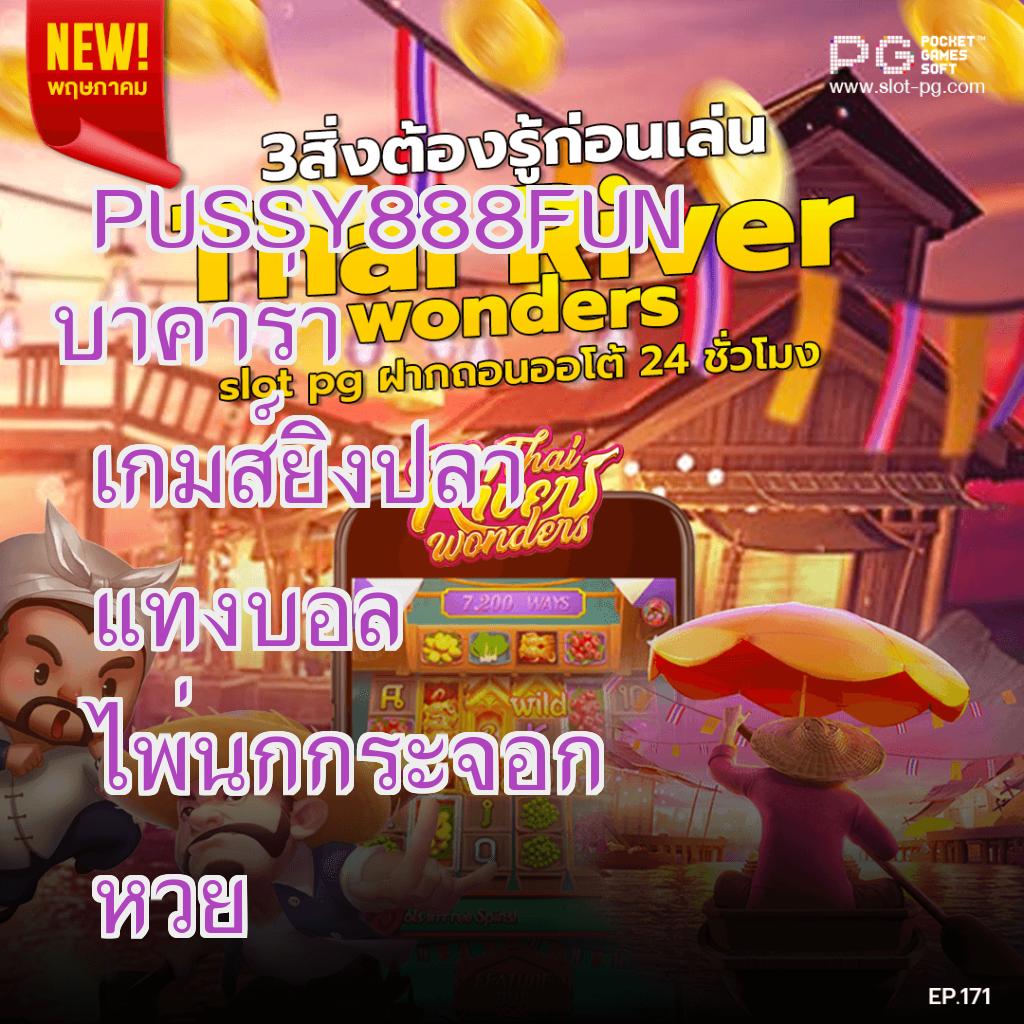 NEW!
พฤษภาคม
PG POCKET GAMES SOFT™
www.slot-pg.com
3สิ่งต้องรู้ก่อนเล่น
Thai River
PUSSY888FUN
wonders
บาคารา
slot pg ฝากถอนออโต้ 24 ชั่วโมง
เกมส์ยิงปลา
Thai
River
wonders
แทงบอล
7,200 WAYS
wild
ไพ่นกกระจอก
หวย
EP.171